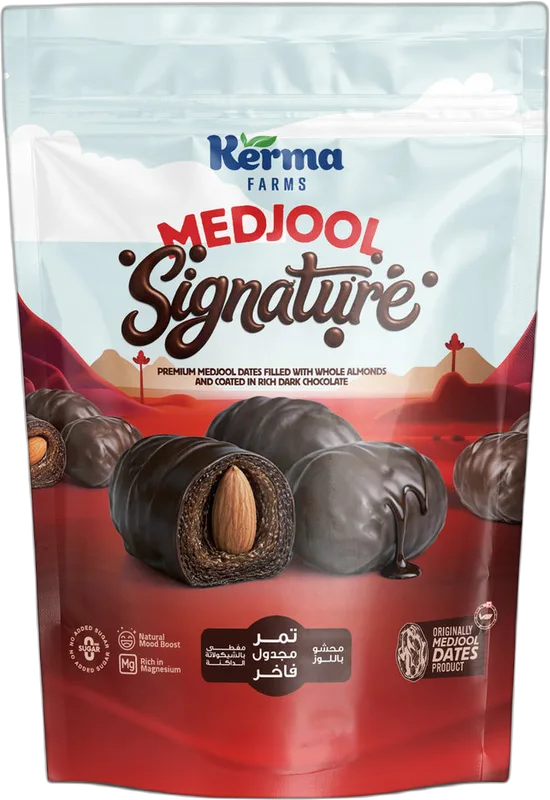 Kerma
FARMS
MEDJOOL
Signature
PREMIUM MEDJOOL DATES FILLED WITH WHOLE ALMONDS
AND COATED IN RICH DARK CHOCOLATE
NO ADDED SUGAR
0
SUGAR
NO ADDED SUGAR
Natural
Mood Boost
Mg
Rich in
Magnesium
محشو
باللوز
تمر
مجدول
فاخر
مغطى
بالشيكولاتة
الداكنة
ORIGINALLY
MEDJOOL
DATES
PRODUCT